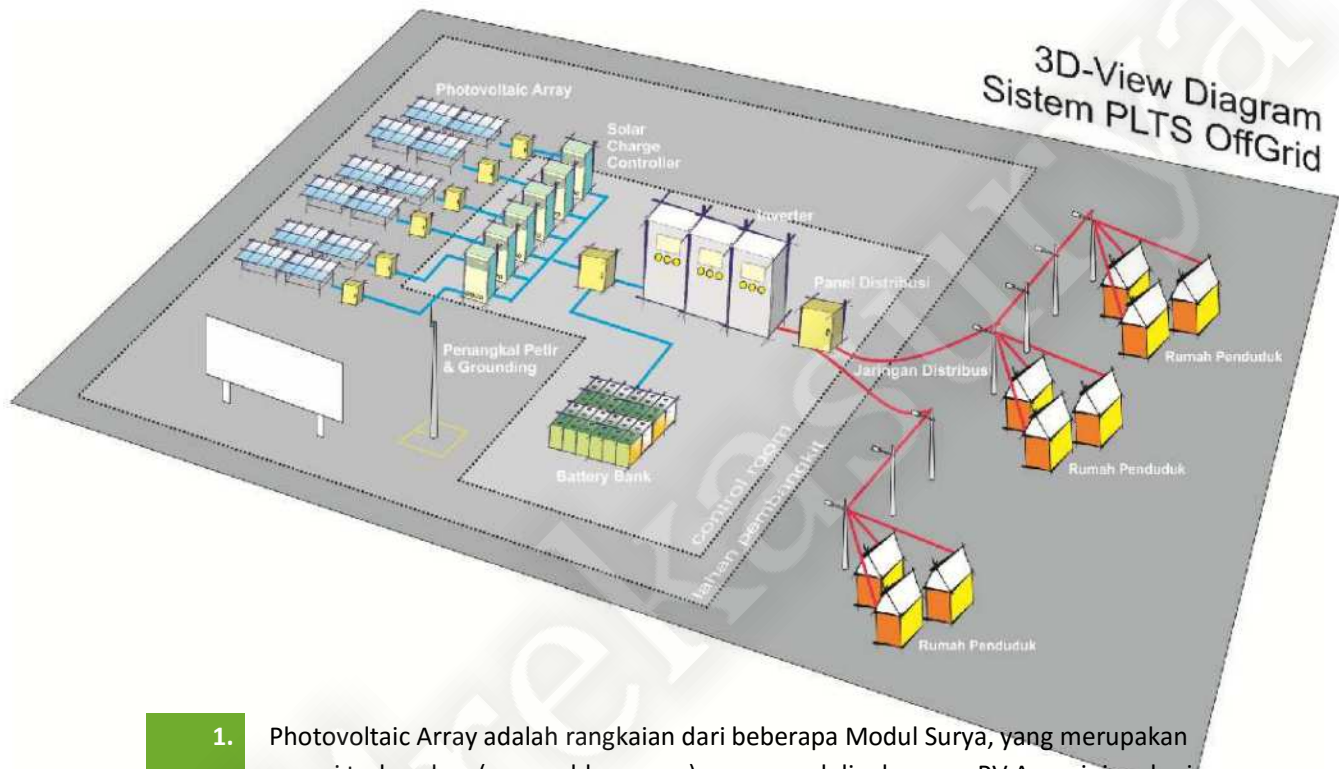 3D-View Diagram
Sistem PLTS OffGrid
Photovoltaic Array
Solar
Charge
Controller
Inverter
Panel Distribusi
Penangkal Petir
& Grounding
Jaringan Distribusi
Rumah Penduduk
Rumah Penduduk
Battery Bank
control room
lahan pembangkit
Rumah Penduduk
rekasurya
1. Photovoltaic Array adalah rangkaian dari beberapa Modul Surya, yang merupakan